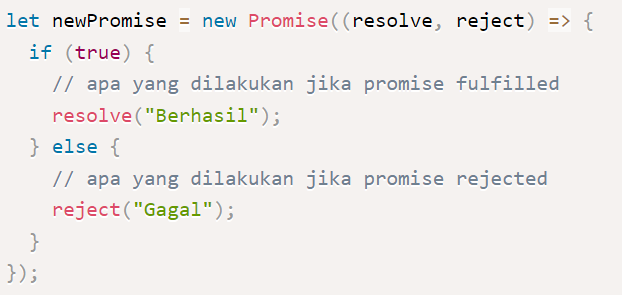 let newPromise = new Promise((resolve, reject) => {
  if (true) {
    // apa yang dilakukan jika promise fulfilled
    resolve("Berhasil");
  } else {
    // apa yang dilakukan jika promise rejected
    reject("Gagal");
  }
});